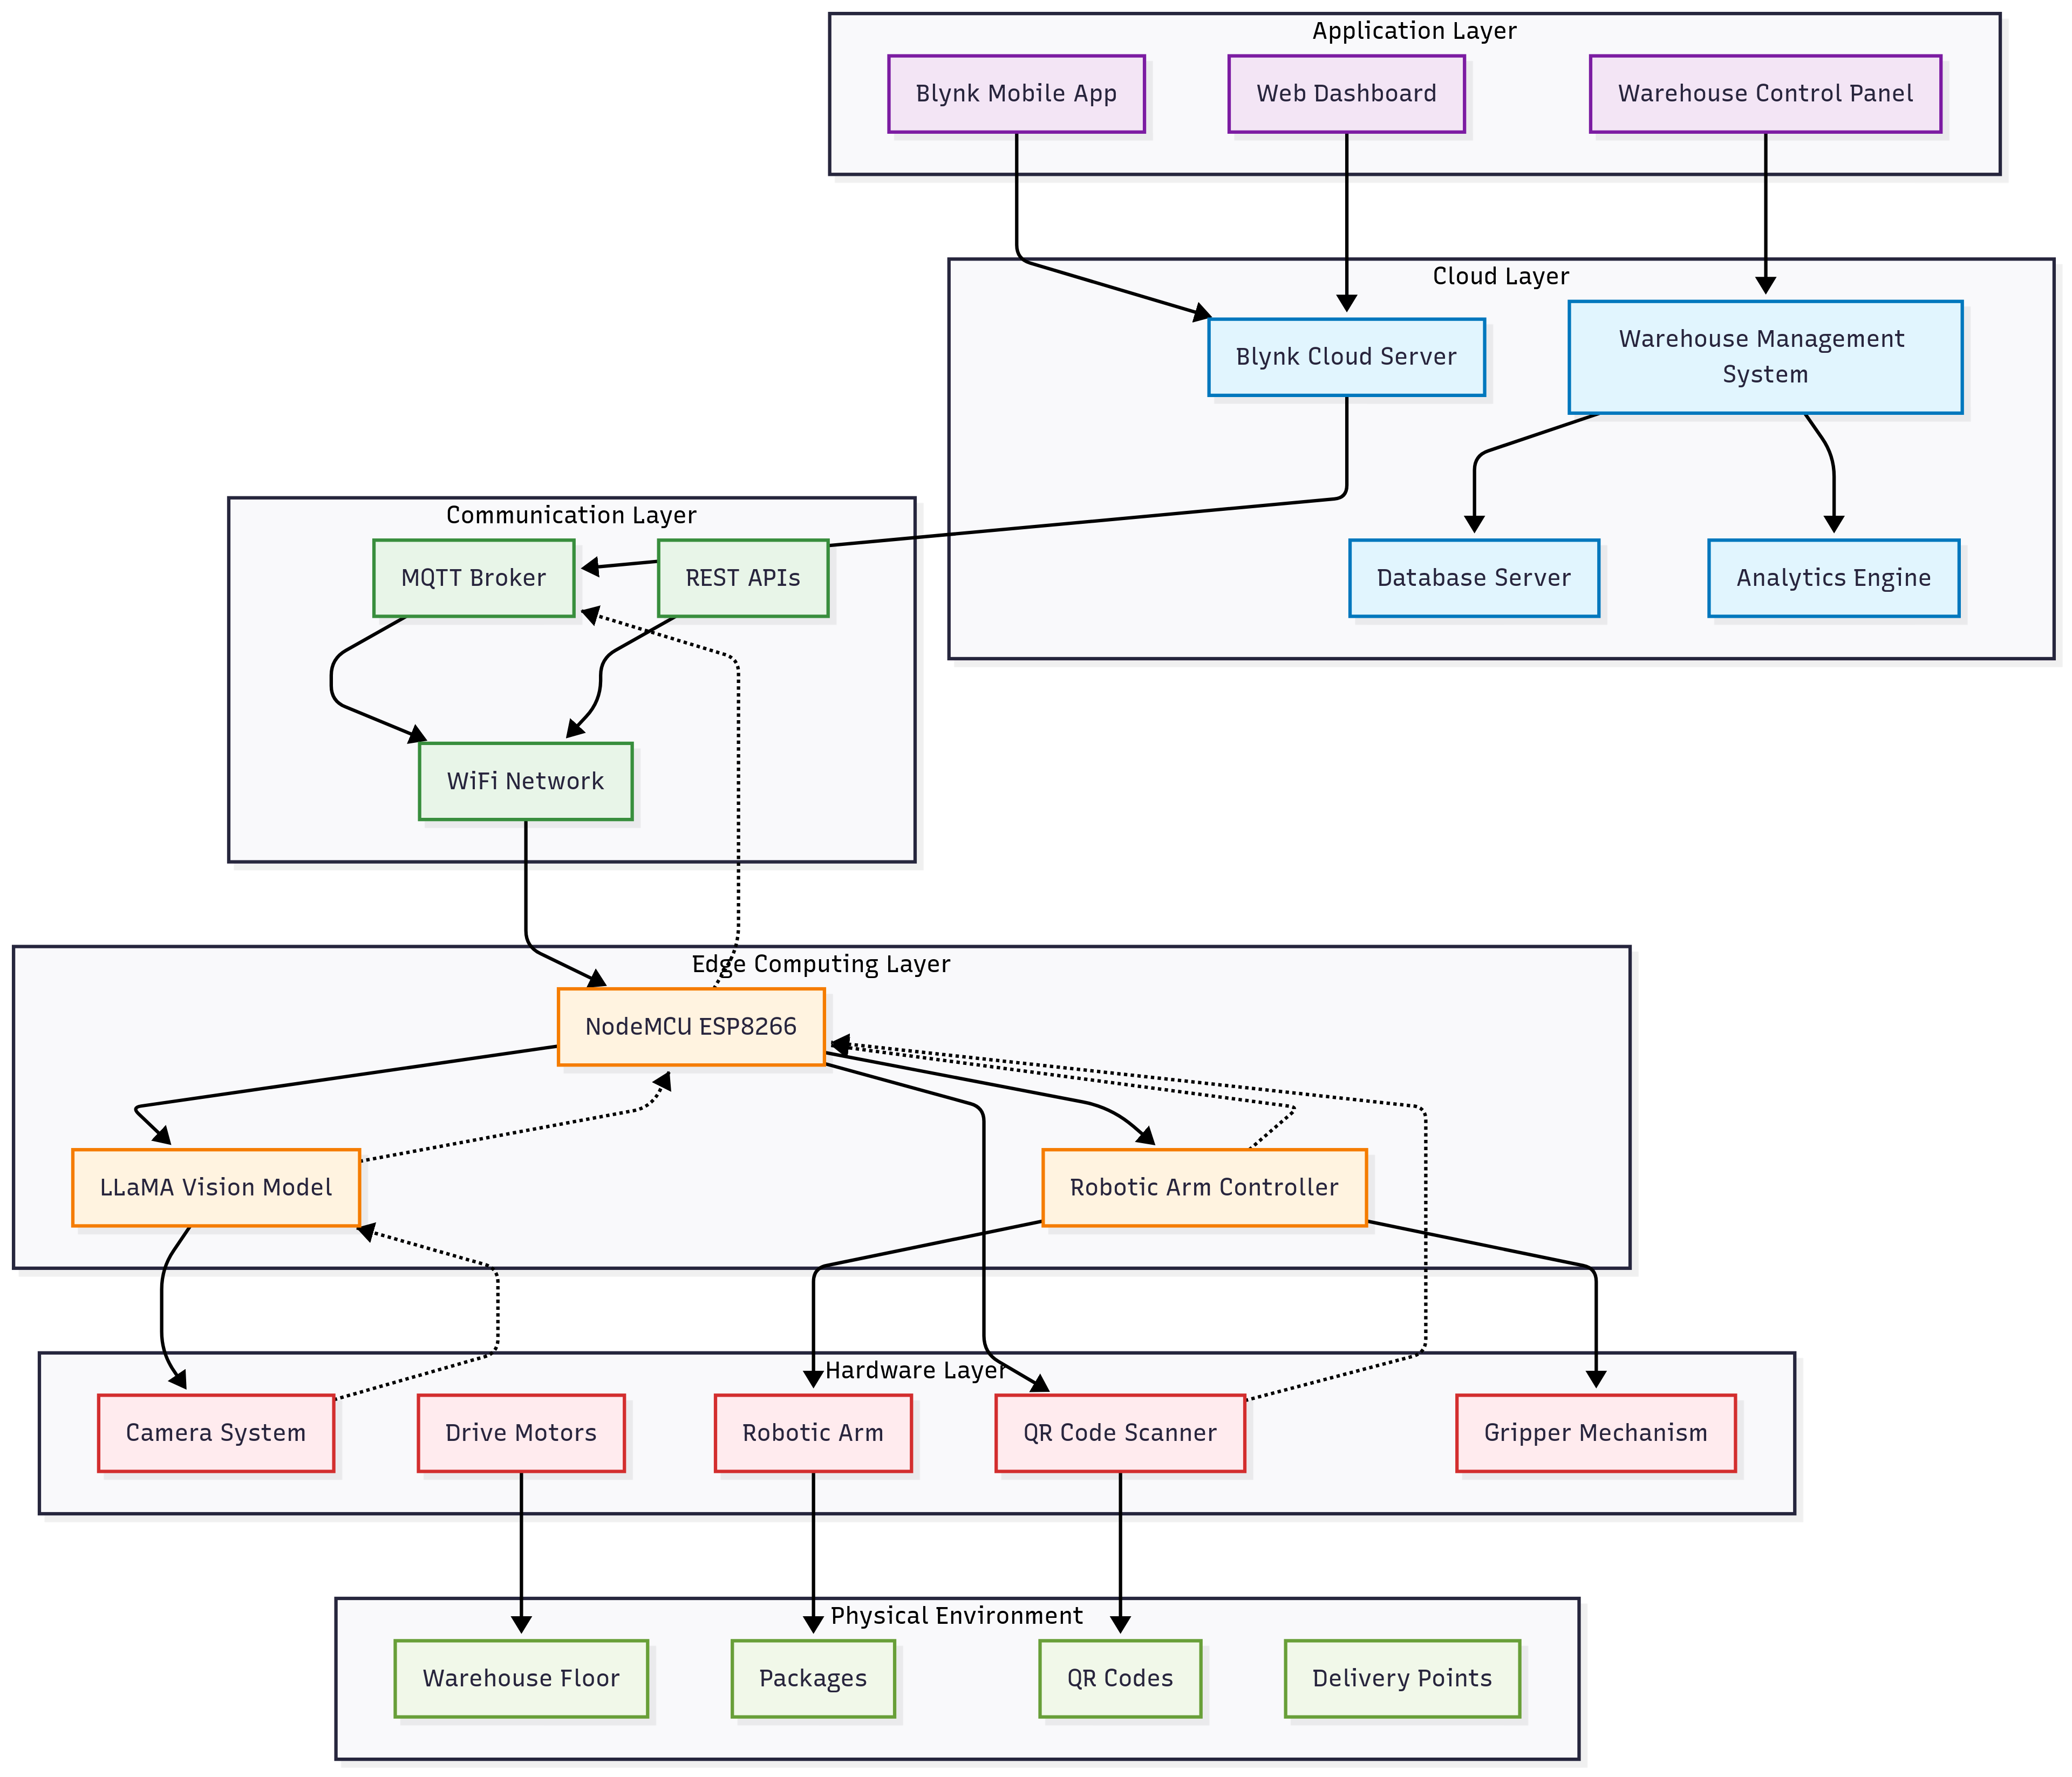 Application Layer
Blynk Mobile App
Web Dashboard
Warehouse Control Panel
Cloud Layer
Blynk Cloud Server
Warehouse Management
System
Database Server
Analytics Engine
Communication Layer
MQTT Broker
REST APIs
WiFi Network
Edge Computing Layer
NodeMCU ESP8266
LLaMA Vision Model
Robotic Arm Controller
Hardware Layer
Camera System
Drive Motors
Robotic Arm
QR Code Scanner
Gripper Mechanism
Physical Environment
Warehouse Floor
Packages
QR Codes
Delivery Points